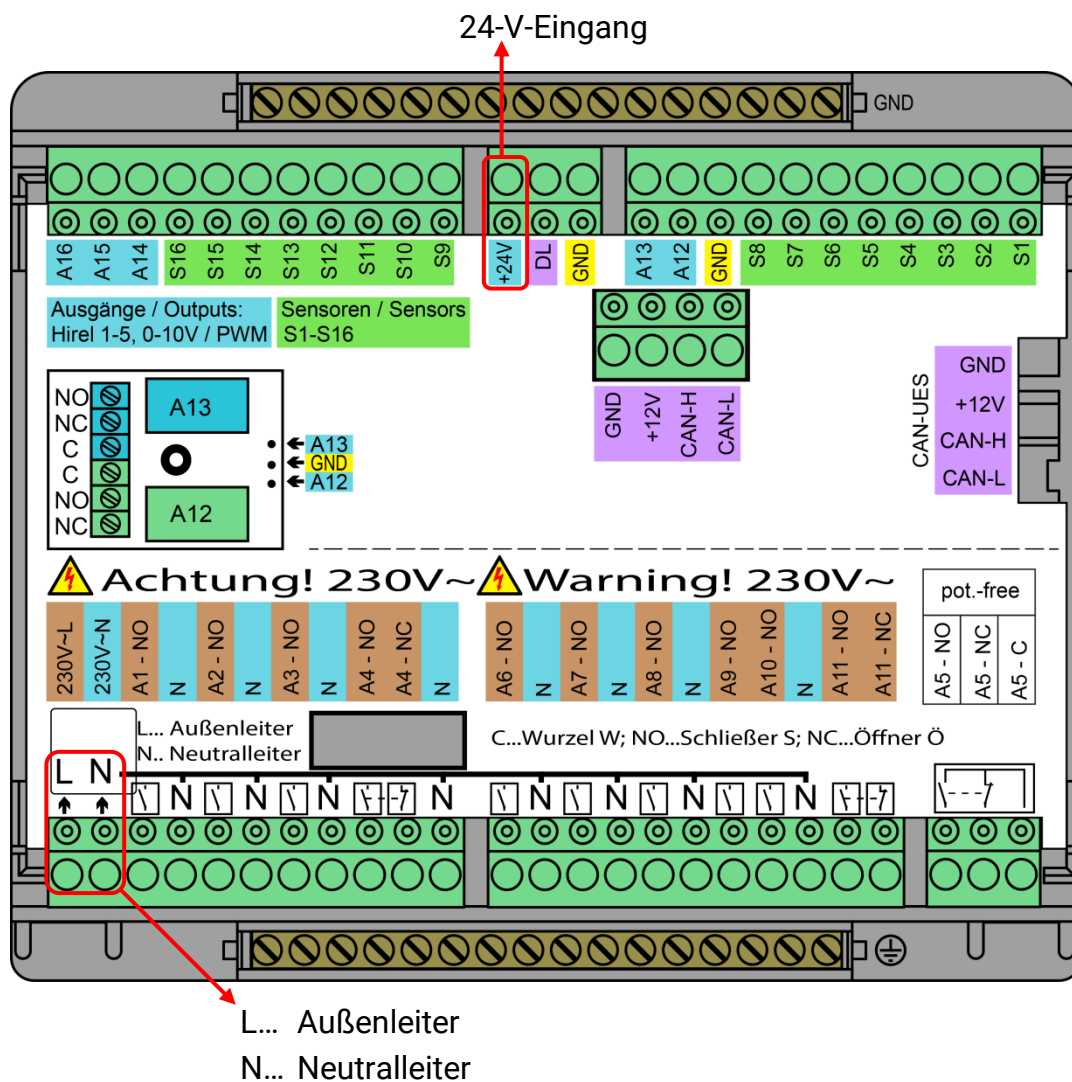 24-V-Eingang
GND
A16 A15 A14 S16 S15 S14 S13 S12 S11 S10 S9 +24V DL GND A13 A12 GND S8 S7 S6 S5 S4 S3 S2 S1
Ausgänge / Outputs:
Hirel 1-5, 0-10V / PWM
Sensoren / Sensors
S1-S16
GND +12V CAN-H CAN-L
CAN-UES
GND
+12V
CAN-H
CAN-L
NO
NC
C
C
NO
NC
A13
A12
A13
GND
A12
Achtung! 230V~
Warning! 230V~
pot.-free
230V~L 230V~N A1 - NO N A2 - NO N A3 - NO N A4 - NO A4 - NC N A6 - NO N A7 - NO N A8 - NO N A9 - NO A10 - NO N A11 - NO A11 - NC A5 - NO A5 - NC A5 - C
L... Außenleiter
N.. Neutralleiter
C...Wurzel W; NO...Schließer S; NC...Öffner Ö
L N
N N N N N N N
L... Außenleiter
N... Neutralleiter